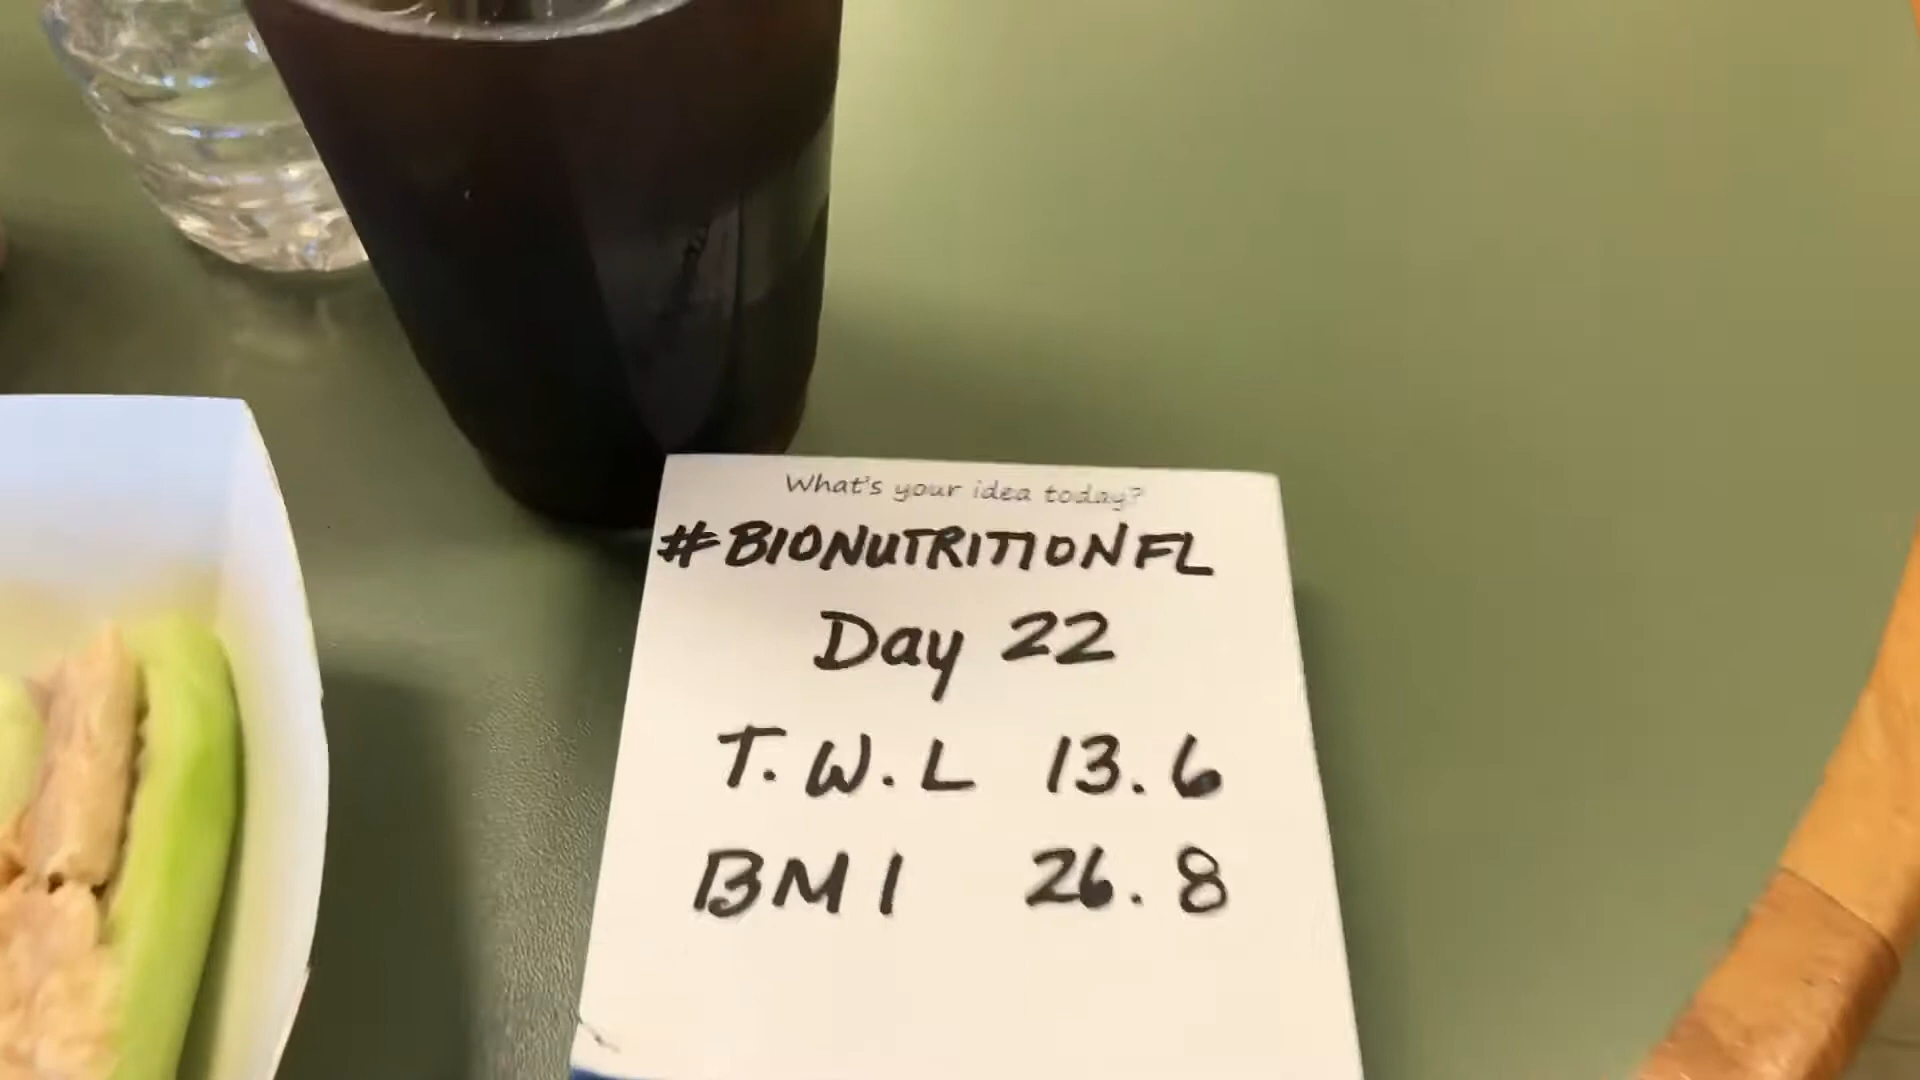 What's your idea today?
#BIONUTRITIONFL
Day 22
T.W.L 13.6
BMI 26.8